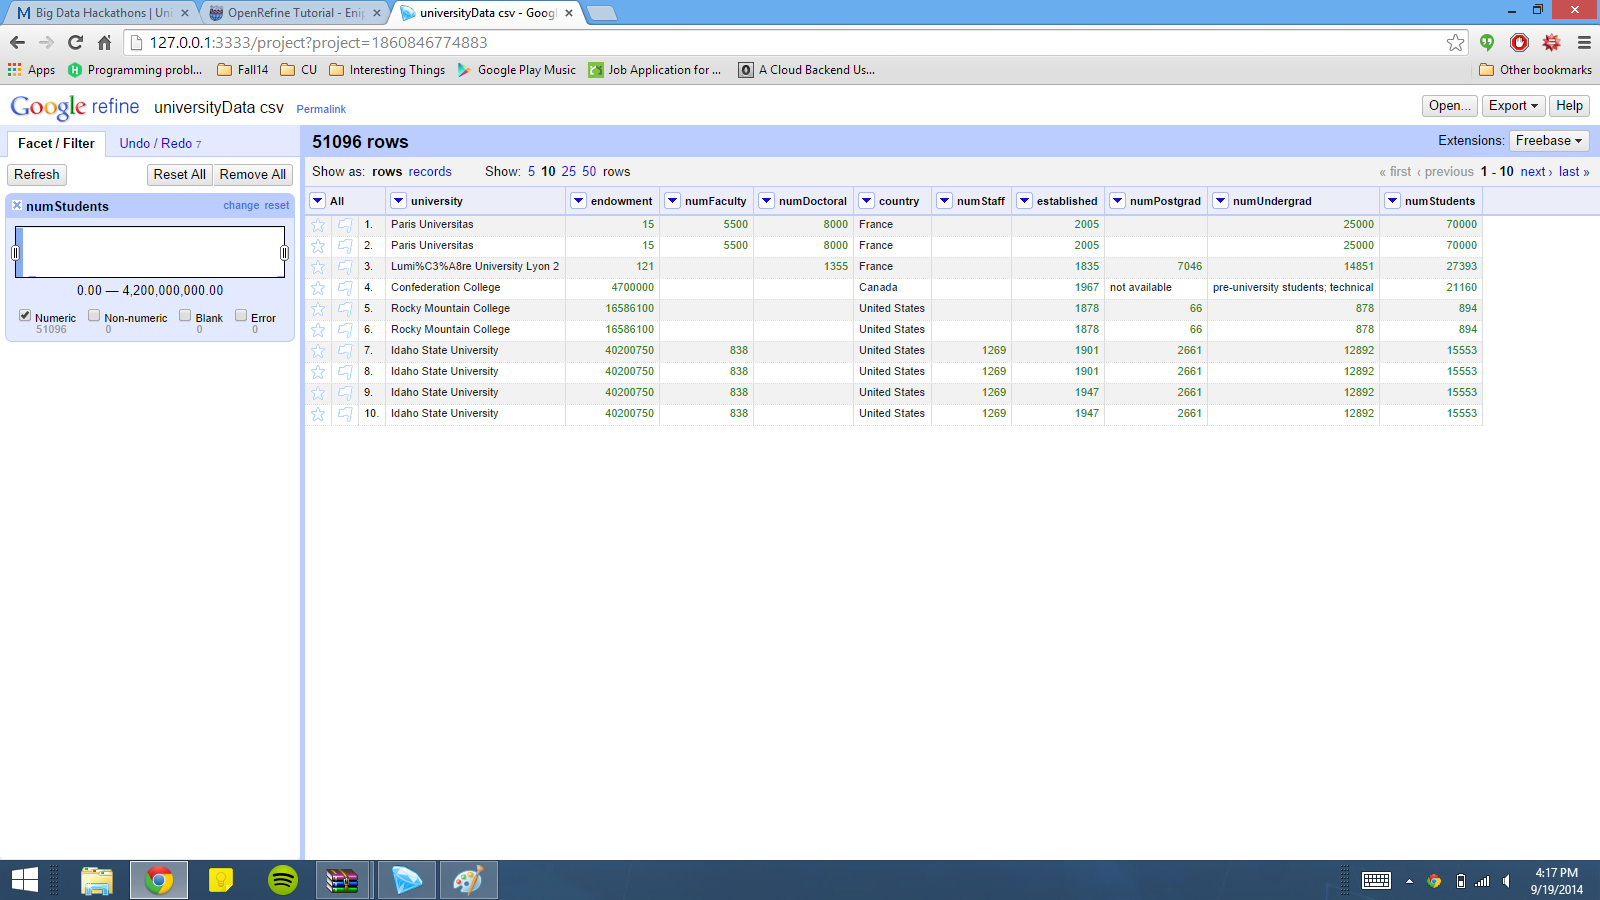 Big Data Hackathons | Uni
OpenRefine Tutorial - Enip
universityData csv - Goog
127.0.0.1:3333/project?project=1860846774883
Apps Programming probl... Fall14 CU Interesting Things Google Play Music Job Application for ... A Cloud Backend Us... Other bookmarks
Google refine universityData csv Permalink Open... Export Help
Facet / Filter Undo / Redo 7
Refresh Reset All Remove All
numStudents change reset
0.00 — 4,200,000,000.00
Numeric Non-numeric Blank Error
51096 0 0 0
51096 rows Extensions: Freebase
Show as: rows records Show: 5 10 25 50 rows « first ‹ previous 1 - 10 next › last »
All university endowment numFaculty numDoctoral country numStaff established numPostgrad numUndergrad numStudents
1. Paris Universitas 15 5500 8000 France 2005 25000 70000
2. Paris Universitas 15 5500 8000 France 2005 25000 70000
3. Lumi%C3%A8re University Lyon 2 121 1355 France 1835 7046 14851 27393
4. Confederation College 4700000 Canada 1967 not available pre-university students; technical 21160
5. Rocky Mountain College 16586100 United States 1878 66 878 894
6. Rocky Mountain College 16586100 United States 1878 66 878 894
7. Idaho State University 40200750 838 United States 1269 1901 2661 12892 15553
8. Idaho State University 40200750 838 United States 1269 1901 2661 12892 15553
9. Idaho State University 40200750 838 United States 1269 1947 2661 12892 15553
10. Idaho State University 40200750 838 United States 1269 1947 2661 12892 15553
4:17 PM
9/19/2014